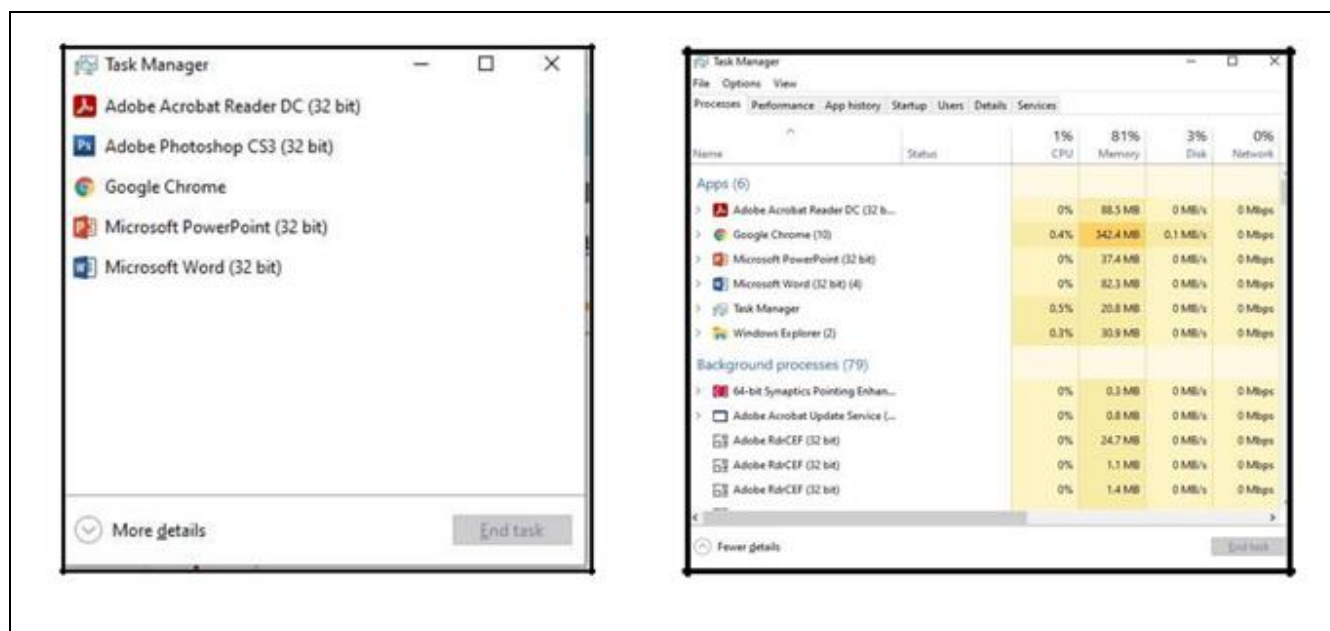 Task Manager
Adobe Acrobat Reader DC (32 bit)
Adobe Photoshop CS3 (32 bit)
Google Chrome
Microsoft PowerPoint (32 bit)
Microsoft Word (32 bit)
More details
End task
Task Manager
File Options View
Processes Performance App history Startup Users Details Services
1% 81% 3% 0%
Name Status CPU Memory Disk Network
Apps (6)
Adobe Acrobat Reader DC (32 b... 0% 88.5 MB 0 MB/s 0 Mbps
Google Chrome (10) 0.4% 342.4 MB 0.1 MB/s 0 Mbps
Microsoft PowerPoint (32 bit) 0% 37.4 MB 0 MB/s 0 Mbps
Microsoft Word (32 bit) (4) 0% 82.3 MB 0 MB/s 0 Mbps
Task Manager 0.5% 20.8 MB 0 MB/s 0 Mbps
Windows Explorer (2) 0.3% 30.9 MB 0 MB/s 0 Mbps
Background processes (79)
64-bit Synaptics Pointing Enhan... 0% 0.3 MB 0 MB/s 0 Mbps
Adobe Acrobat Update Service (... 0% 0.8 MB 0 MB/s 0 Mbps
Adobe RdrCEF (32 bit) 0% 24.7 MB 0 MB/s 0 Mbps
Adobe RdrCEF (32 bit) 0% 1.1 MB 0 MB/s 0 Mbps
Adobe RdrCEF (32 bit) 0% 1.4 MB 0 MB/s 0 Mbps
Fewer details
End task